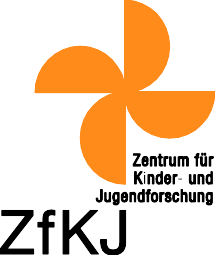 Zentrum für
Kinder- und
Jugendforschung
ZfKJ